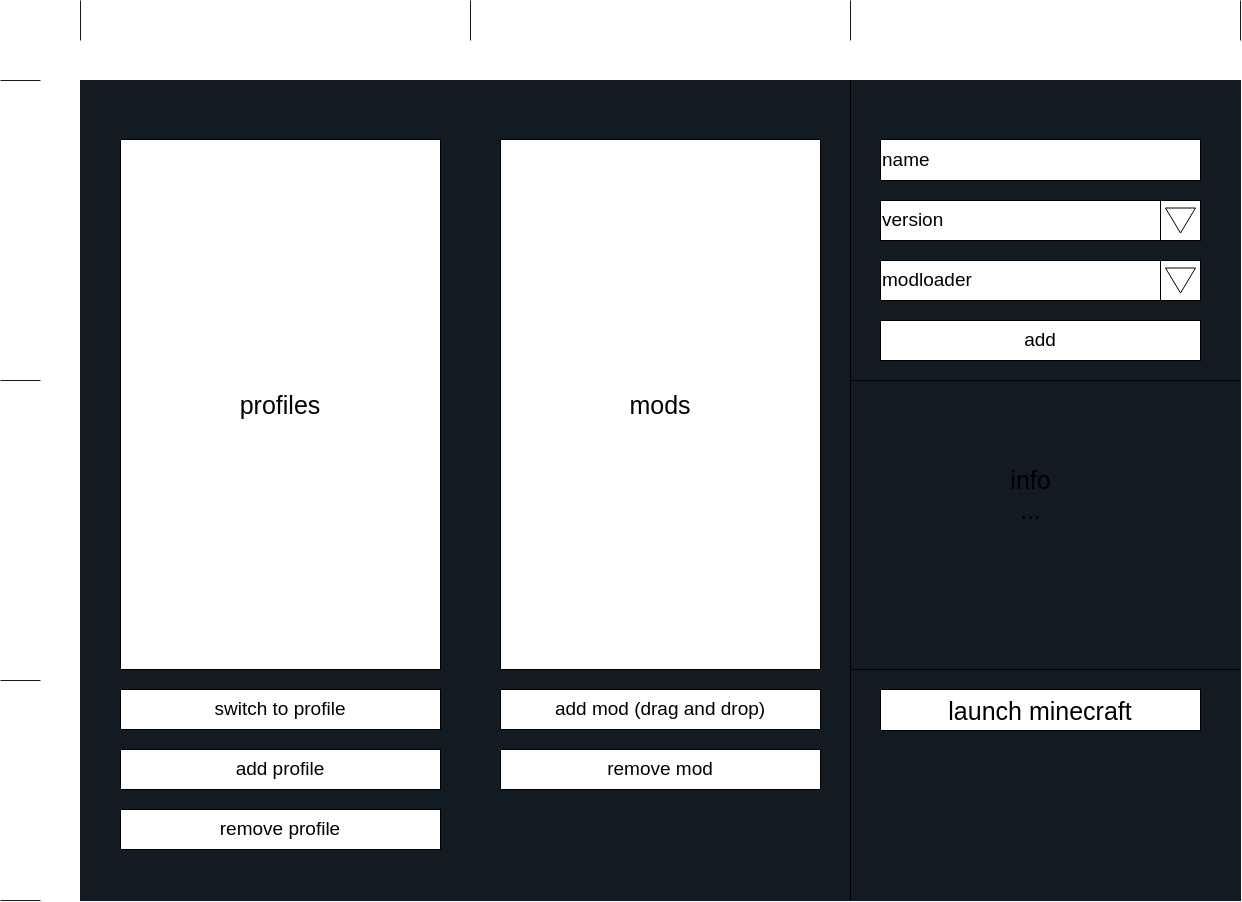 profiles
switch to profile
add profile
remove profile
mods
add mod (drag and drop)
remove mod
name
version
modloader
add
info
...
launch minecraft